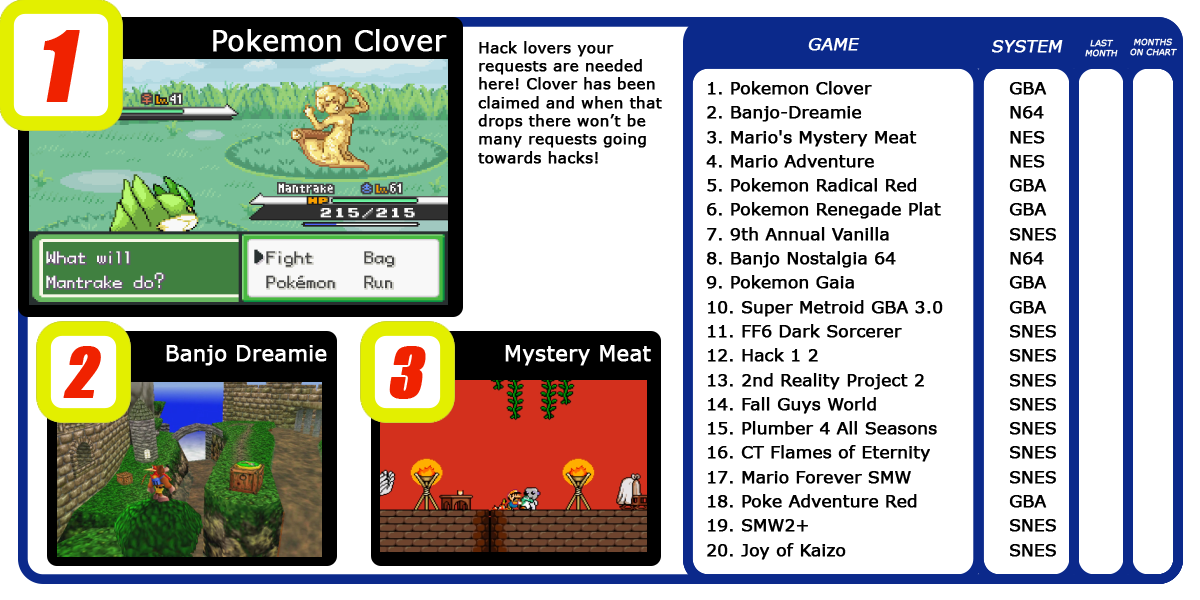 1
Pokemon Clover
Lv41
Mantrake Lv61
HP
215/215
What will
Mantrake do?
Fight Bag
Pokémon Run
Hack lovers your
requests are needed
here! Clover has been
claimed and when that
drops there won't be
many requests going
towards hacks!
2
Banjo Dreamie
3
Mystery Meat
GAME SYSTEM LAST MONTH MONTHS ON CHART
1. Pokemon Clover GBA
2. Banjo-Dreamie N64
3. Mario's Mystery Meat NES
4. Mario Adventure NES
5. Pokemon Radical Red GBA
6. Pokemon Renegade Plat GBA
7. 9th Annual Vanilla SNES
8. Banjo Nostalgia 64 N64
9. Pokemon Gaia GBA
10. Super Metroid GBA 3.0 GBA
11. FF6 Dark Sorcerer SNES
12. Hack 1 2 SNES
13. 2nd Reality Project 2 SNES
14. Fall Guys World SNES
15. Plumber 4 All Seasons SNES
16. CT Flames of Eternity SNES
17. Mario Forever SMW SNES
18. Poke Adventure Red GBA
19. SMW2+ SNES
20. Joy of Kaizo SNES